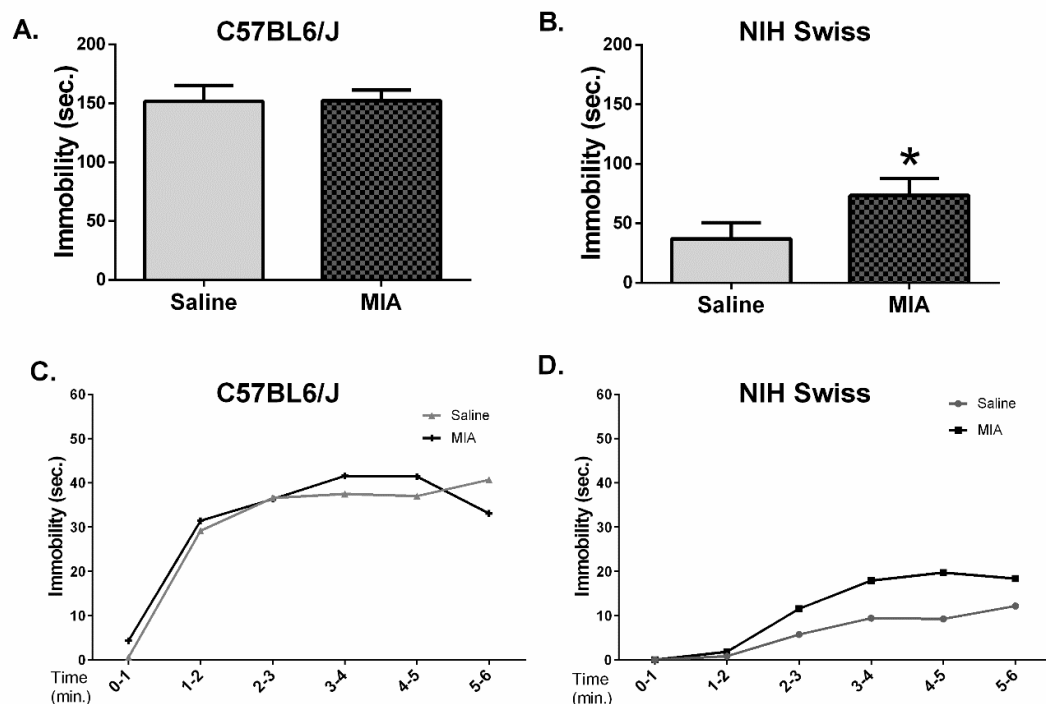 A.
C57BL6/J
Immobility (sec.)
200
150
100
50
0
Saline
MIA
B.
NIH Swiss
Immobility (sec.)
200
150
100
50
0
*
Saline
MIA
C.
C57BL6/J
Immobility (sec.)
60
50
40
30
20
10
0
Saline
MIA
Time
(min.)
0-1
1-2
2-3
3-4
4-5
5-6
D.
NIH Swiss
Immobility (sec.)
60
50
40
30
20
10
0
Saline
MIA
Time
(min.)
0-1
1-2
2-3
3-4
4-5
5-6